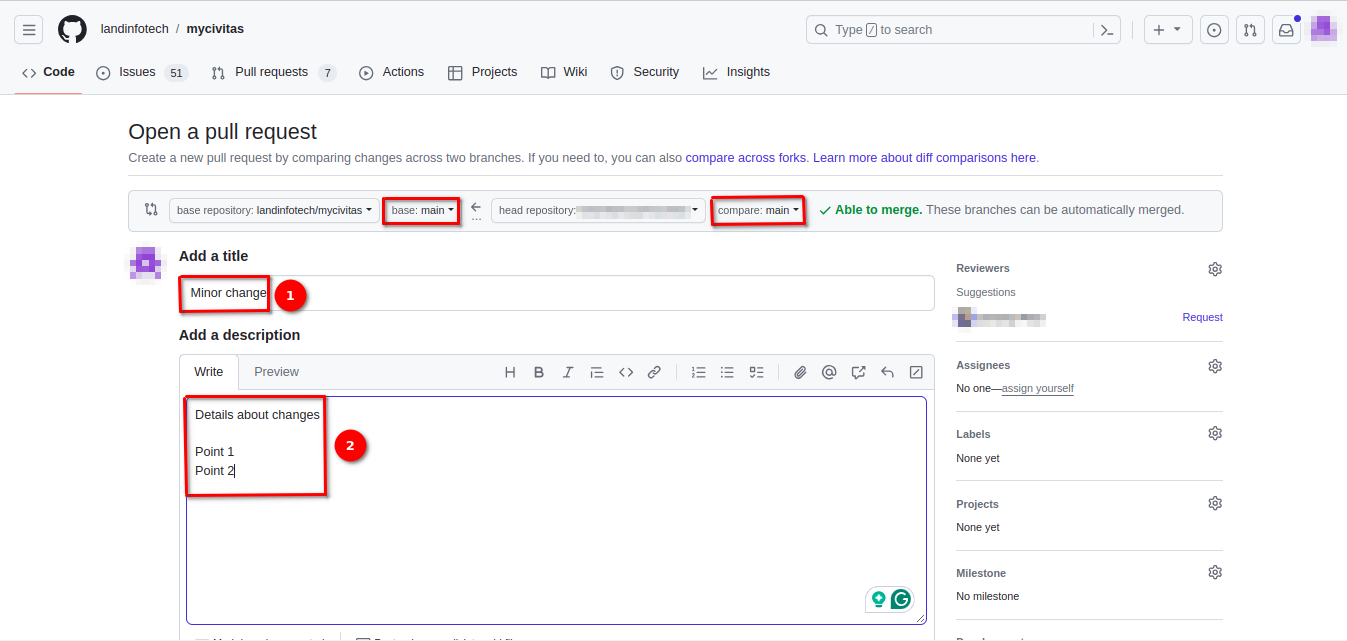 landinfotech / mycivitas
Type / to search
Code
Issues 51
Pull requests 7
Actions
Projects
Wiki
Security
Insights
Open a pull request
Create a new pull request by comparing changes across two branches. If you need to, you can also compare across forks. Learn more about diff comparisons here.
base repository: landinfotech/mycivitas
base: main
head repository:
compare: main
Able to merge. These branches can be automatically merged.
Add a title
Minor change
1
Add a description
Write
Preview
Details about changes
Point 1
Point 2
2
Reviewers
Suggestions
Request
Assignees
No one—assign yourself
Labels
None yet
Projects
None yet
Milestone
No milestone